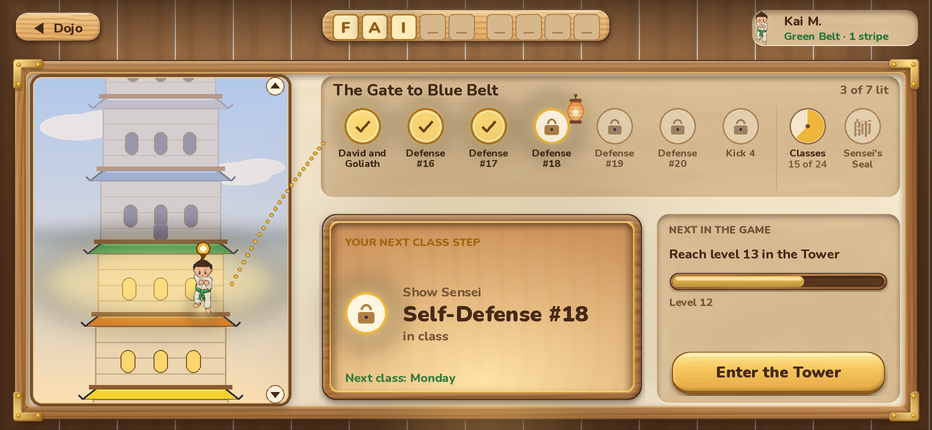 Dojo
F A I _ _ _ _ _ _
Kai M.
Green Belt · 1 stripe
The Gate to Blue Belt
3 of 7 lit
David and
Goliath
Defense
#16
Defense
#17
Defense
#18
Defense
#19
Defense
#20
Kick 4
Classes
15 of 24
Sensei's
Seal
YOUR NEXT CLASS STEP
Show Sensei
Self-Defense #18
in class
Next class: Monday
NEXT IN THE GAME
Reach level 13 in the Tower
Level 12
Enter the Tower